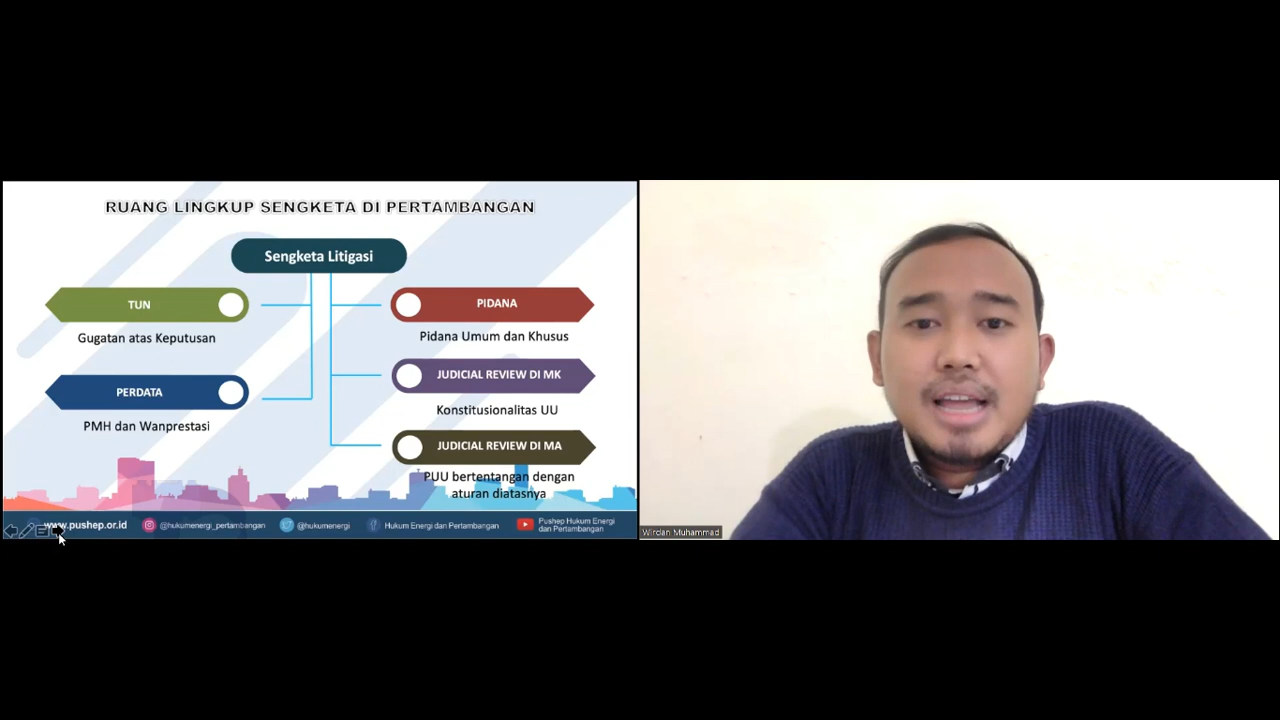 RUANG LINGKUP SENGKETA DI PERTAMBANGAN
Sengketa Litigasi
TUN
Gugatan atas Keputusan
PERDATA
PMH dan Wanprestasi
PIDANA
Pidana Umum dan Khusus
JUDICIAL REVIEW DI MK
Konstitusionalitas UU
JUDICIAL REVIEW DI MA
PUU bertentangan dengan
aturan diatasnya
www.pushep.or.id
@hukumenergi_pertambangan
@hukumenergi
Hukum Energi dan Pertambangan
Pushep Hukum Energi
dan Pertambangan
Wirdan Muhammad